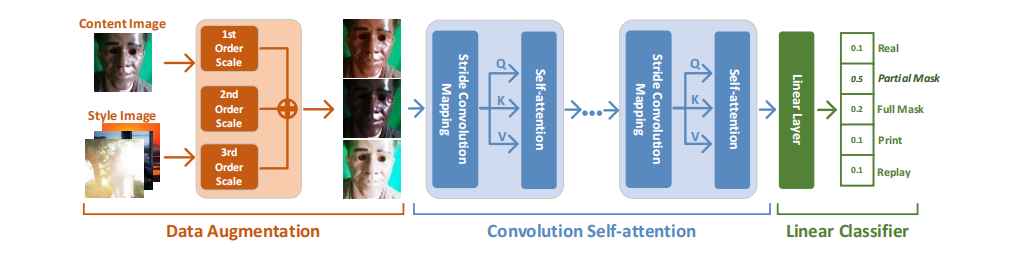 Content Image
Style Image
1st
Order
Scale
2nd
Order
Scale
3rd
Order
Scale
Data Augmentation
Stride Convolution
Mapping
Q
K
V
Self-attention
Stride Convolution
Mapping
Q
K
V
Self-attention
Convolution Self-attention
Linear Layer
0.1 Real
0.5 Partial Mask
0.2 Full Mask
0.1 Print
0.1 Replay
Linear Classifier